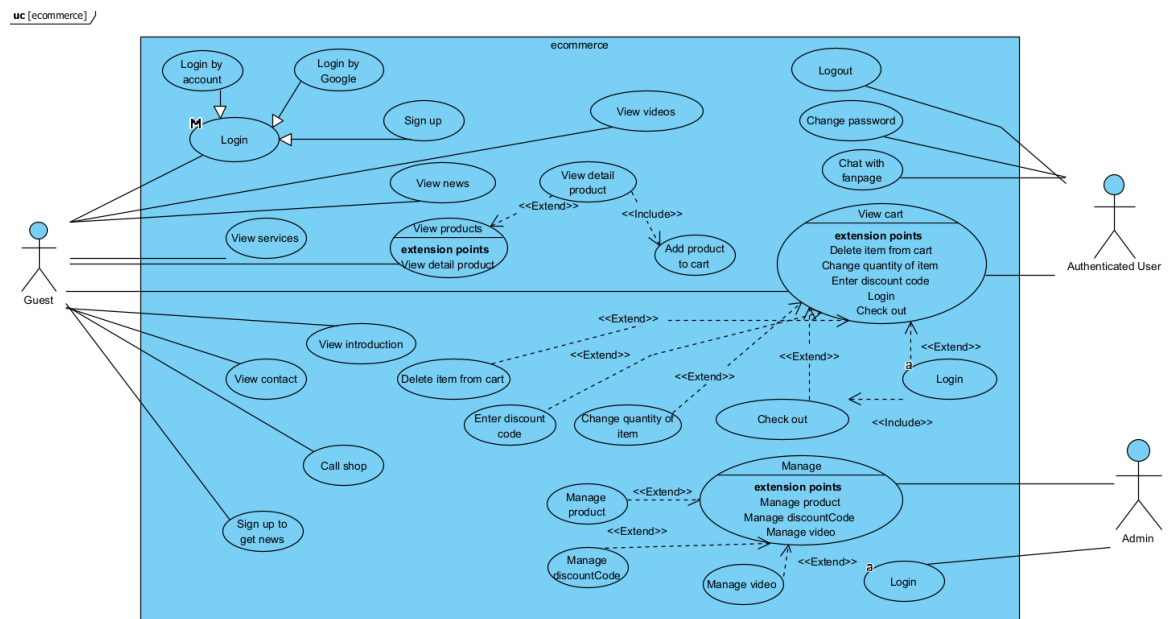 uc [ecommerce]
ecommerce
Login by
account
Login by
Google
Logout
M
Login
Sign up
View videos
Change password
Chat with
fanpage
View news
View detail
product
<<Extend>>
<<Include>>
View services
View products
extension points
View detail product
Add product
to cart
View cart
extension points
Delete item from cart
Change quantity of item
Enter discount code
Login
Check out
Guest
Authenticated User
<<Extend>>
View introduction
<<Extend>>
<<Extend>>
<<Extend>>
<<Extend>>
View contact
Delete item from cart
a
Login
Enter discount
code
Change quantity of
item
Check out
<<Include>>
Call shop
Manage
extension points
Manage product
Manage discountCode
Manage video
Manage
product
<<Extend>>
Sign up to
get news
<<Extend>>
Admin
Manage
discountCode
Manage video
<<Extend>>
a
Login